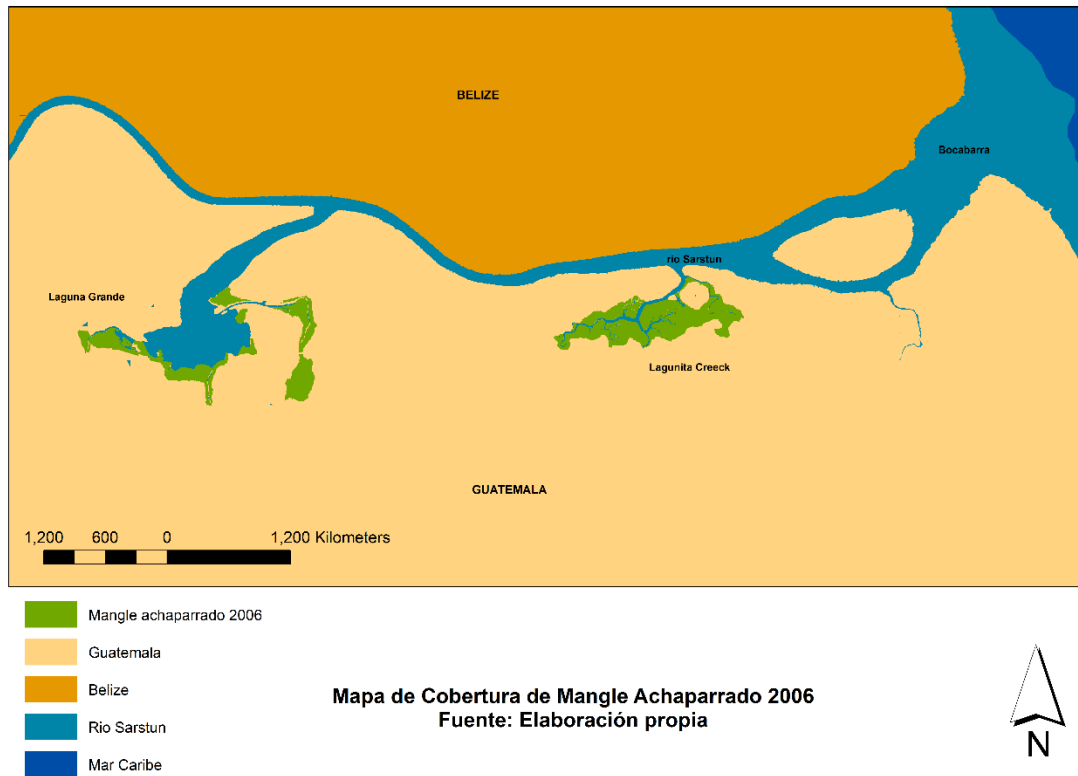 BELIZE
Bocabarra
río Sarstun
Laguna Grande
Lagunita Creeck
GUATEMALA
1,200 600 0 1,200 Kilometers
Mangle achaparrado 2006
Guatemala
Belize
Rio Sarstun
Mar Caribe
Mapa de Cobertura de Mangle Achaparrado 2006
Fuente: Elaboración propia
N